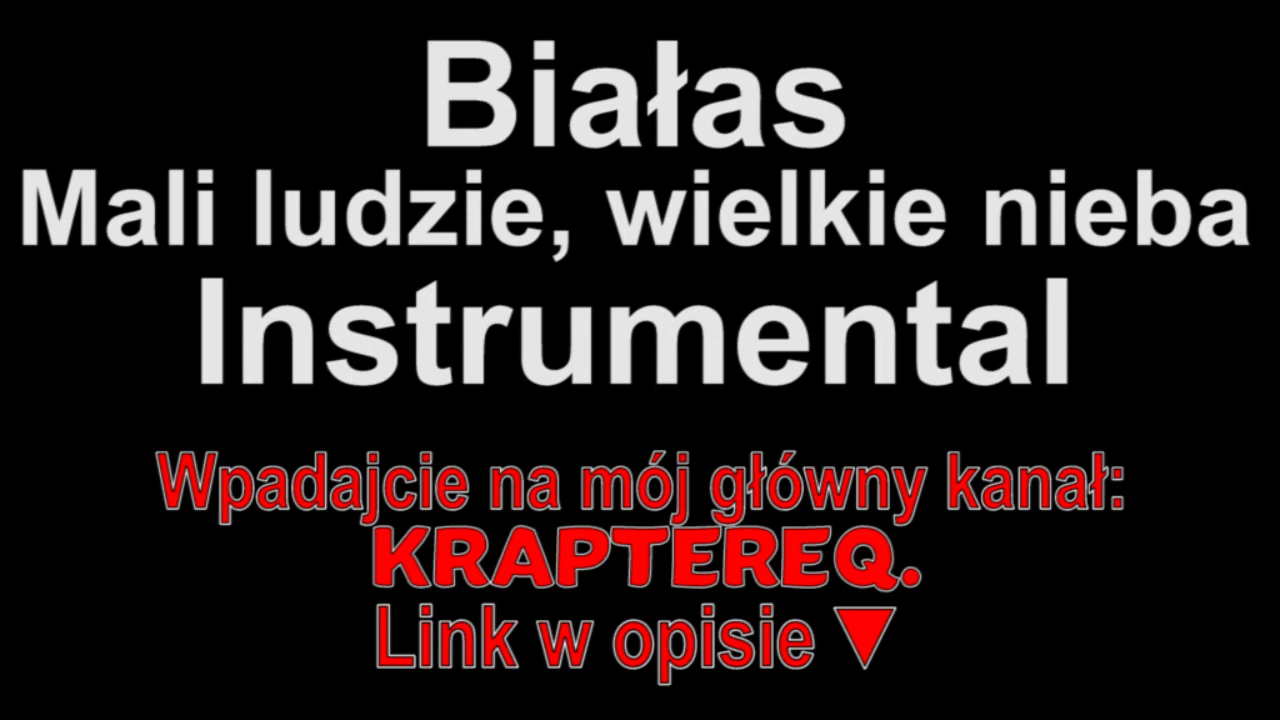 Białas
Mali ludzie, wielkie nieba
Instrumental
Wpadajcie na mój główny kanał:
KRAPTEREQ.
Link w opisie ▼